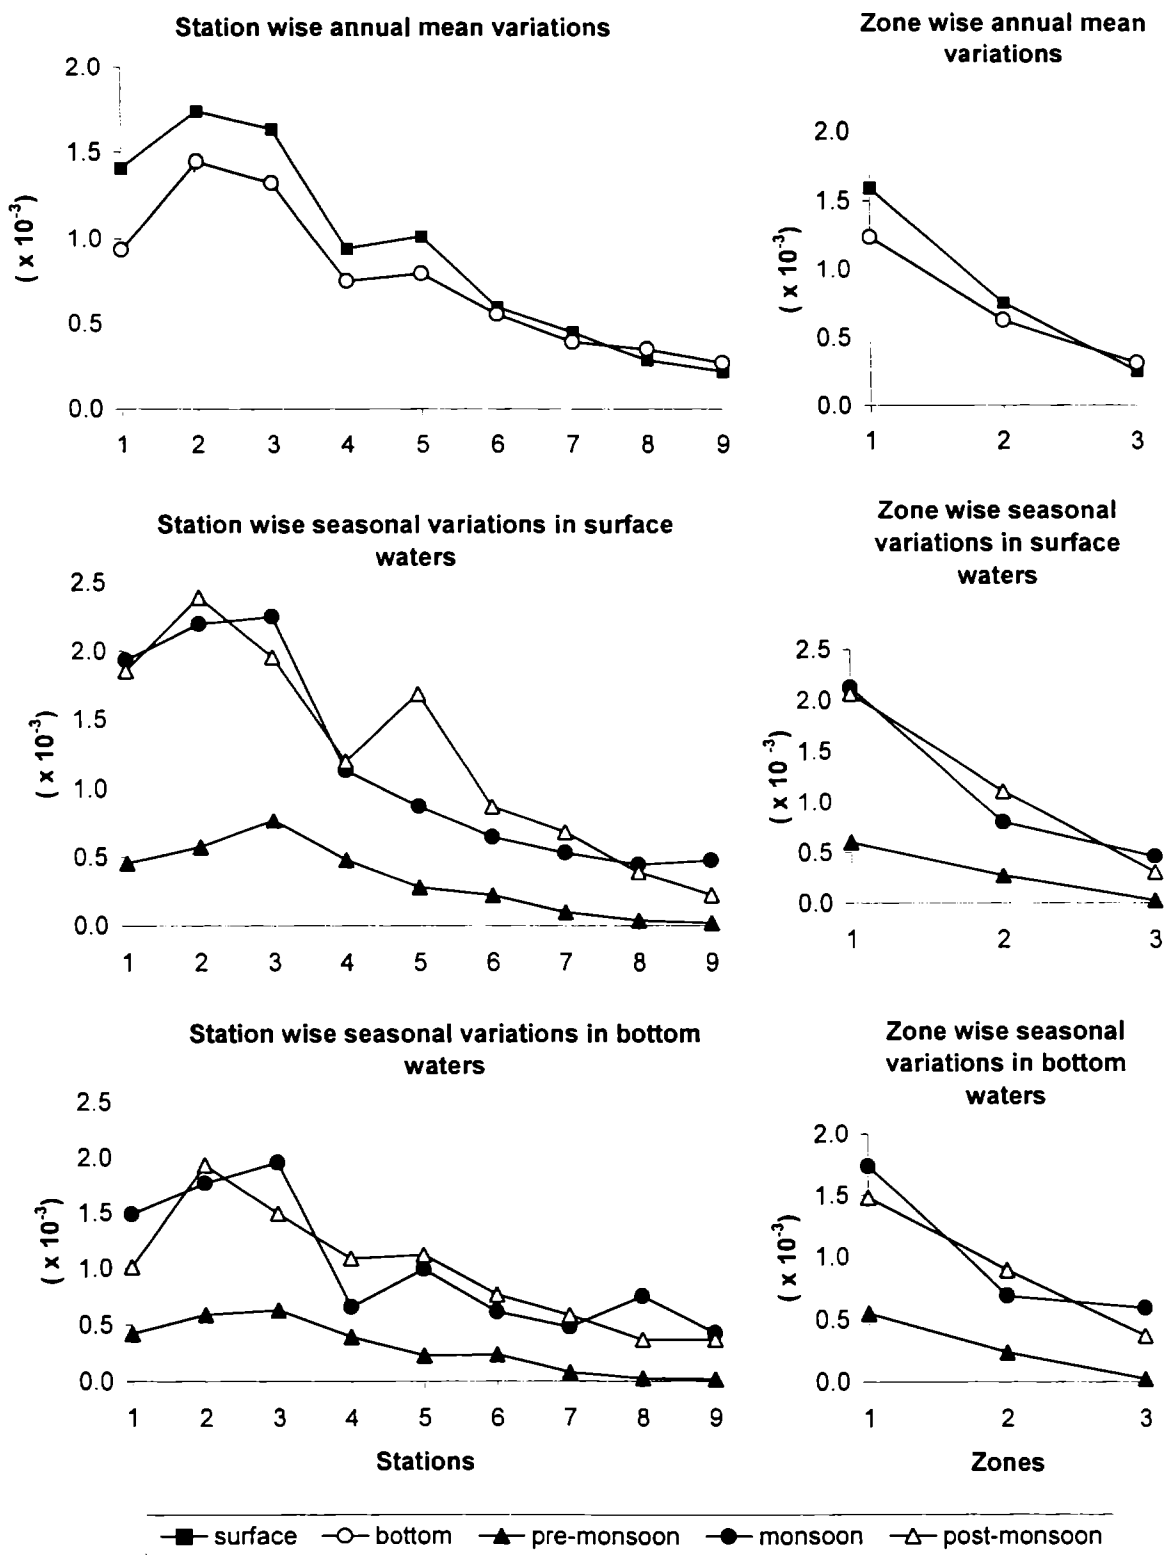 Station wise annual mean variations
2.0
1.5
1.0
0.5
0.0
( x 10⁻³)
1 2 3 4 5 6 7 8 9
Zone wise annual mean
variations
2.0
1.5
1.0
0.5
0.0
( x 10⁻³)
1 2 3
Station wise seasonal variations in surface
waters
2.5
2.0
1.5
1.0
0.5
0.0
( x 10⁻³)
1 2 3 4 5 6 7 8 9
Zone wise seasonal
variations in surface
waters
2.5
2.0
1.5
1.0
0.5
0.0
( x 10⁻³)
1 2 3
Station wise seasonal variations in bottom
waters
2.5
2.0
1.5
1.0
0.5
0.0
( x 10⁻³)
1 2 3 4 5 6 7 8 9
Stations
Zone wise seasonal
variations in bottom
waters
2.0
1.5
1.0
0.5
0.0
( x 10⁻³)
1 2 3
Zones
surface bottom pre-monsoon monsoon post-monsoon